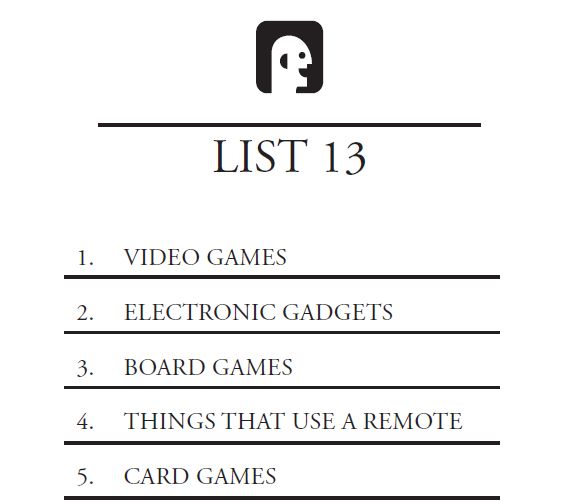 LIST 13
1. VIDEO GAMES
2. ELECTRONIC GADGETS
3. BOARD GAMES
4. THINGS THAT USE A REMOTE
5. CARD GAMES